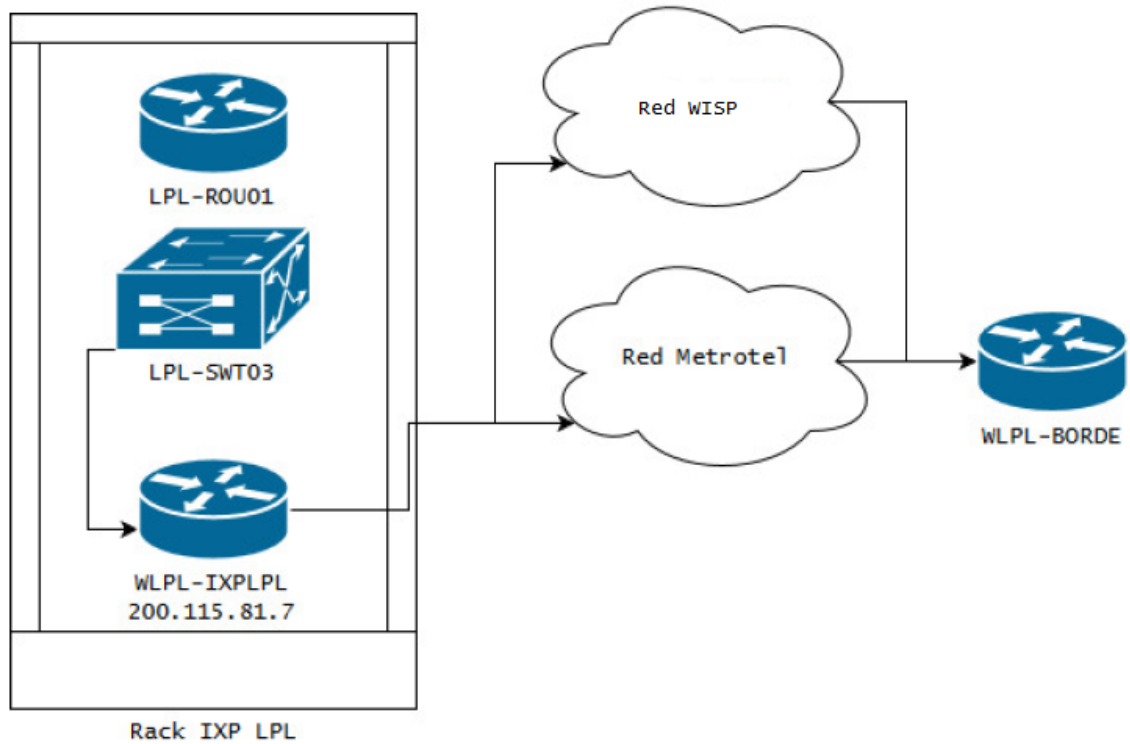 LPL-ROU01
LPL-SWT03
WLPL-IXPLPL
200.115.81.7
Rack IXP LPL
Red WISP
Red Metrotel
WLPL-BORDE